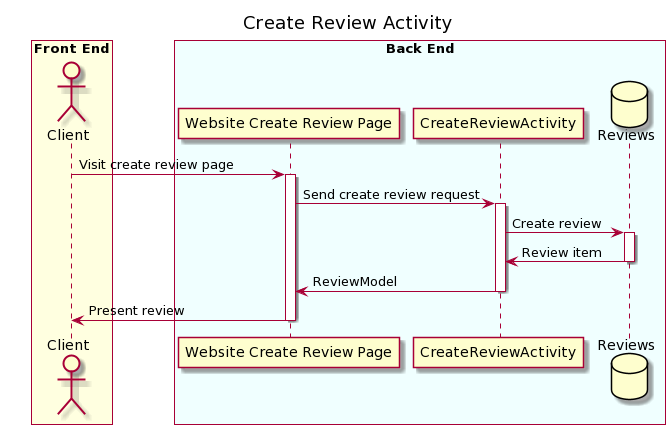 Create Review Activity
Front End
Back End
Client
Website Create Review Page
CreateReviewActivity
Reviews
Visit create review page
Send create review request
Create review
Review item
ReviewModel
Present review
Client
Website Create Review Page
CreateReviewActivity
Reviews